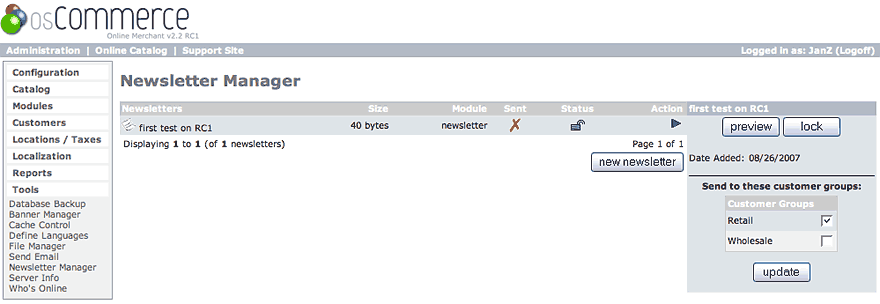 osCommerce
Online Merchant v2.2 RC1
Administration | Online Catalog | Support Site
Logged in as: JanZ (Logoff)
Configuration
Catalog
Modules
Customers
Locations / Taxes
Localization
Reports
Tools
Database Backup
Banner Manager
Cache Control
Define Languages
File Manager
Send Email
Newsletter Manager
Server Info
Who's Online
Newsletter Manager
Newsletters Size Module Sent Status Action
first test on RC1 40 bytes newsletter
Displaying 1 to 1 (of 1 newsletters) Page 1 of 1
new newsletter
first test on RC1
preview lock
Date Added: 08/26/2007
Send to these customer groups:
Customer Groups
Retail
Wholesale
update